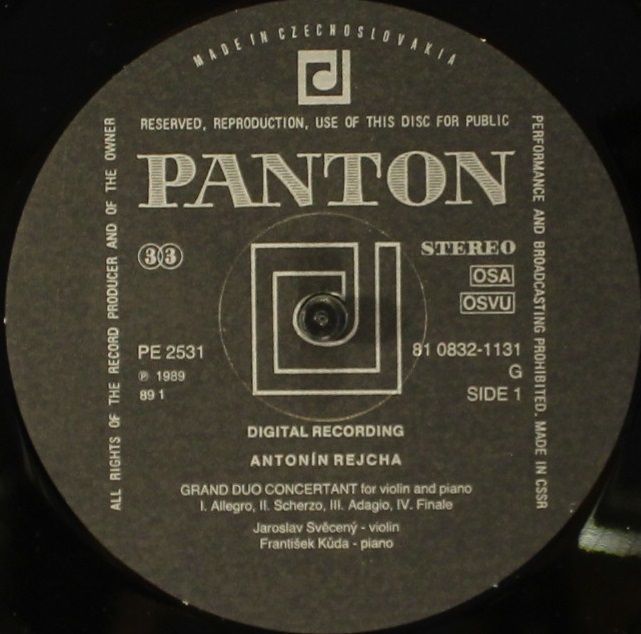 MADE IN CZECHOSLOVAKIA
ALL RIGHTS OF THE RECORD PRODUCER AND OF THE OWNER
RESERVED, REPRODUCTION, USE OF THIS DISC FOR PUBLIC
PERFORMANCE AND BROADCASTING PROHIBITED. MADE IN CSSR
PANTON
33
STEREO
OSA
OSVU
PE 2531
81 0832-1131
℗ 1989
G
89 1
SIDE 1
DIGITAL RECORDING
ANTONÍN REJCHA
GRAND DUO CONCERTANT for violin and piano
I. Allegro, II. Scherzo, III. Adagio, IV. Finale
Jaroslav Svěcený - violin
František Kůda - piano